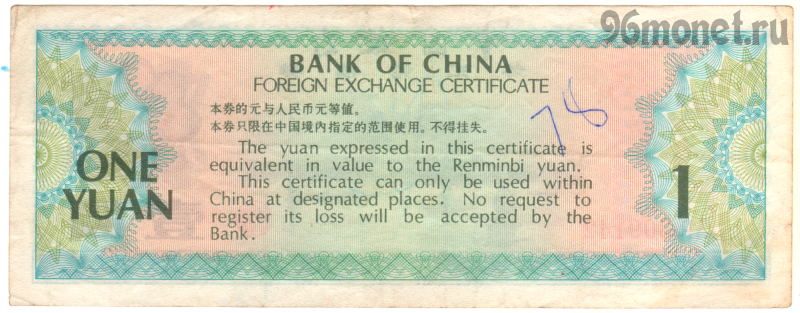 96monet.ru
BANK OF CHINA
FOREIGN EXCHANGE CERTIFICATE
本券的元与人民币元等值。
本券只限在中国境内指定的范围使用。不得挂失。
78
The yuan expressed in this certificate is
equivalent in value to the Renminbi yuan.
This certificate can only be used within
China at designated places. No request to
register its loss will be accepted by the
Bank.
ONE
YUAN
1